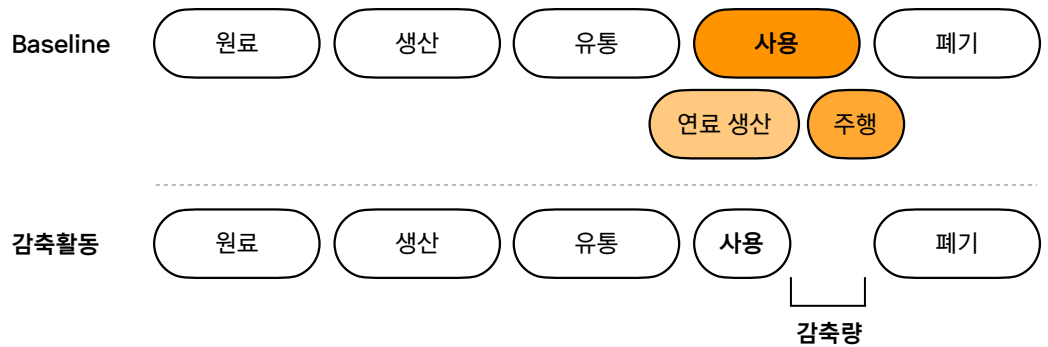 Baseline 원료 생산 유통 사용 폐기
연료 생산 주행
감축활동 원료 생산 유통 사용 폐기
감축량